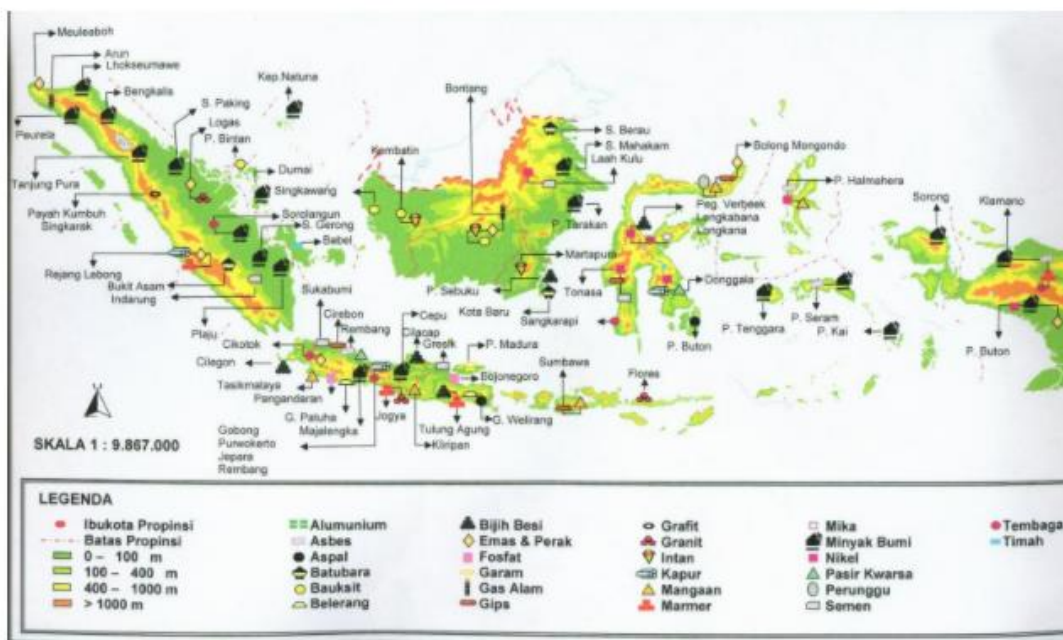 Meuleaboh
Arun
Lhokseumawe
Bengkalis
Kep.Natuna
Bontang
S. Paking
Logas
P. Bintan
Peurela
Dumai
Kembatin
S. Berau
S. Mahakam
Laah Kulu
Bolong Mongondo
P. Halmahera
Sorong
Klamano
Tanjung Pura
Singkawang
Payah Kumbuh
Singkarak
Sorolangun
S. Gerong
Babel
P. Tarakan
Peg. Verbeek
Lengkabana
Longkana
Martapura
Rejang Lebong
Bukit Asam
Indarung
Sukabumi
Cirebon
Rembang
Cepu
Cilacap
Gresik
P. Sebuku
Kota Baru
Tonasa
Sangkarapi
Donggala
P. Tenggara
P. Seram
P. Kai
P. Buton
P. Buton
Plaju
Cikotok
Cilegon
P. Madura
Sumbawa
Flores
Bojonegoro
Tasikmalaya
Pangandaran
G. Patuha
Majalengka
Jogya
Tulung Agung
Kliripan
G. Welirang
Gobong
Purwokerto
Jepara
Rembang
SKALA 1 : 9.867.000
LEGENDA
Ibukota Propinsi
Batas Propinsi
0 – 100 m
100 – 400 m
400 – 1000 m
> 1000 m
Alumunium
Asbes
Aspal
Batubara
Bauksit
Belerang
Bijih Besi
Emas & Perak
Fosfat
Garam
Gas Alam
Gips
Grafit
Granit
Intan
Kapur
Mangaan
Marmer
Mika
Minyak Bumi
Nikel
Pasir Kwarsa
Perunggu
Semen
Tembaga
Timah